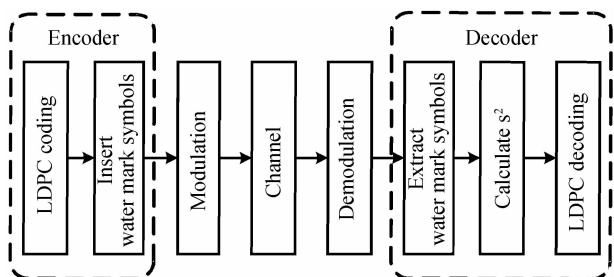 Encoder
Decoder
LDPC coding
Insert
water mark symbols
Modulation
Channel
Demodulation
Extract
water mark symbols
Calculate s²
LDPC decoding